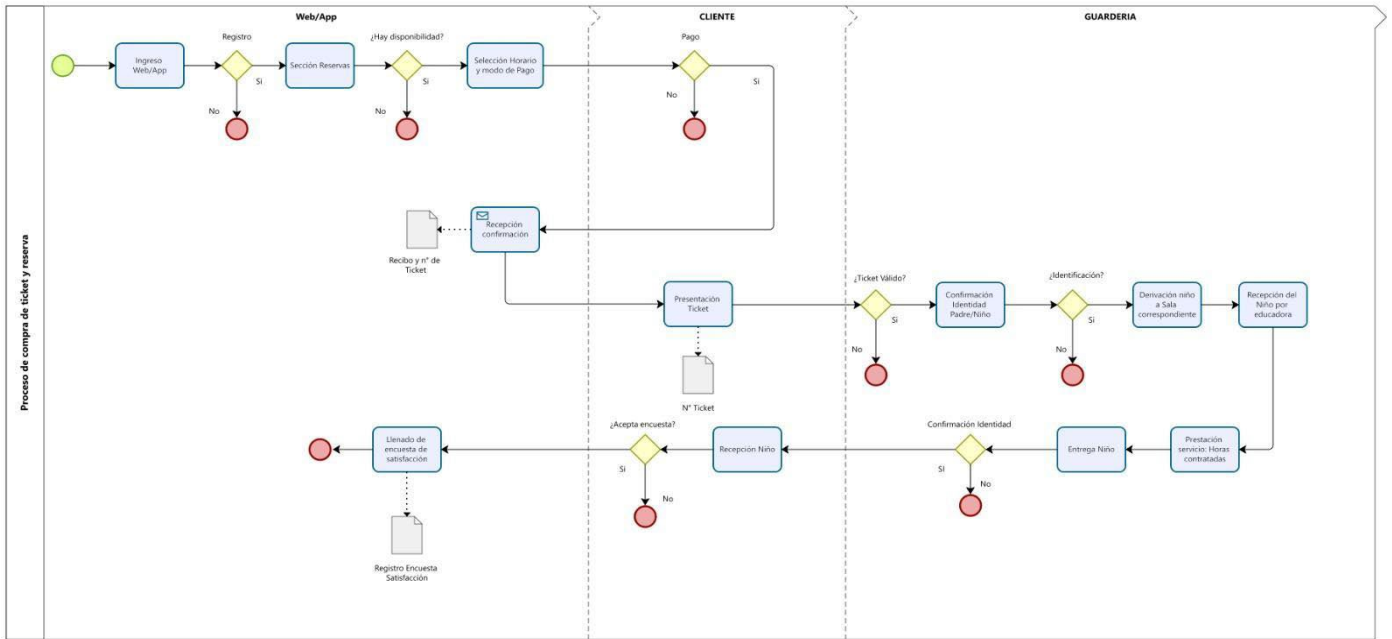 Web/App
CLIENTE
GUARDERIA
Proceso de compra de ticket y reserva
Ingreso
Web/App
Registro
Si
No
Sección Reservas
¿Hay disponibilidad?
Si
No
Selección Horario
y modo de Pago
Pago
No
Si
Recepción
confirmación
Recibo y n° de
Ticket
Presentación
Ticket
N° Ticket
¿Ticket Válido?
Si
No
Confirmación
Identidad
Padre/Niño
¿Identificación?
Si
No
Derivación niño
a Sala
correspondiente
Recepción del
Niño por
educadora
Prestación
servicio: Horas
contratadas
Entrega Niño
Confirmación Identidad
Si
No
Recepción Niño
¿Acepta encuesta?
Si
No
Llenado de
encuesta de
satisfacción
Registro Encuesta
Satisfacción